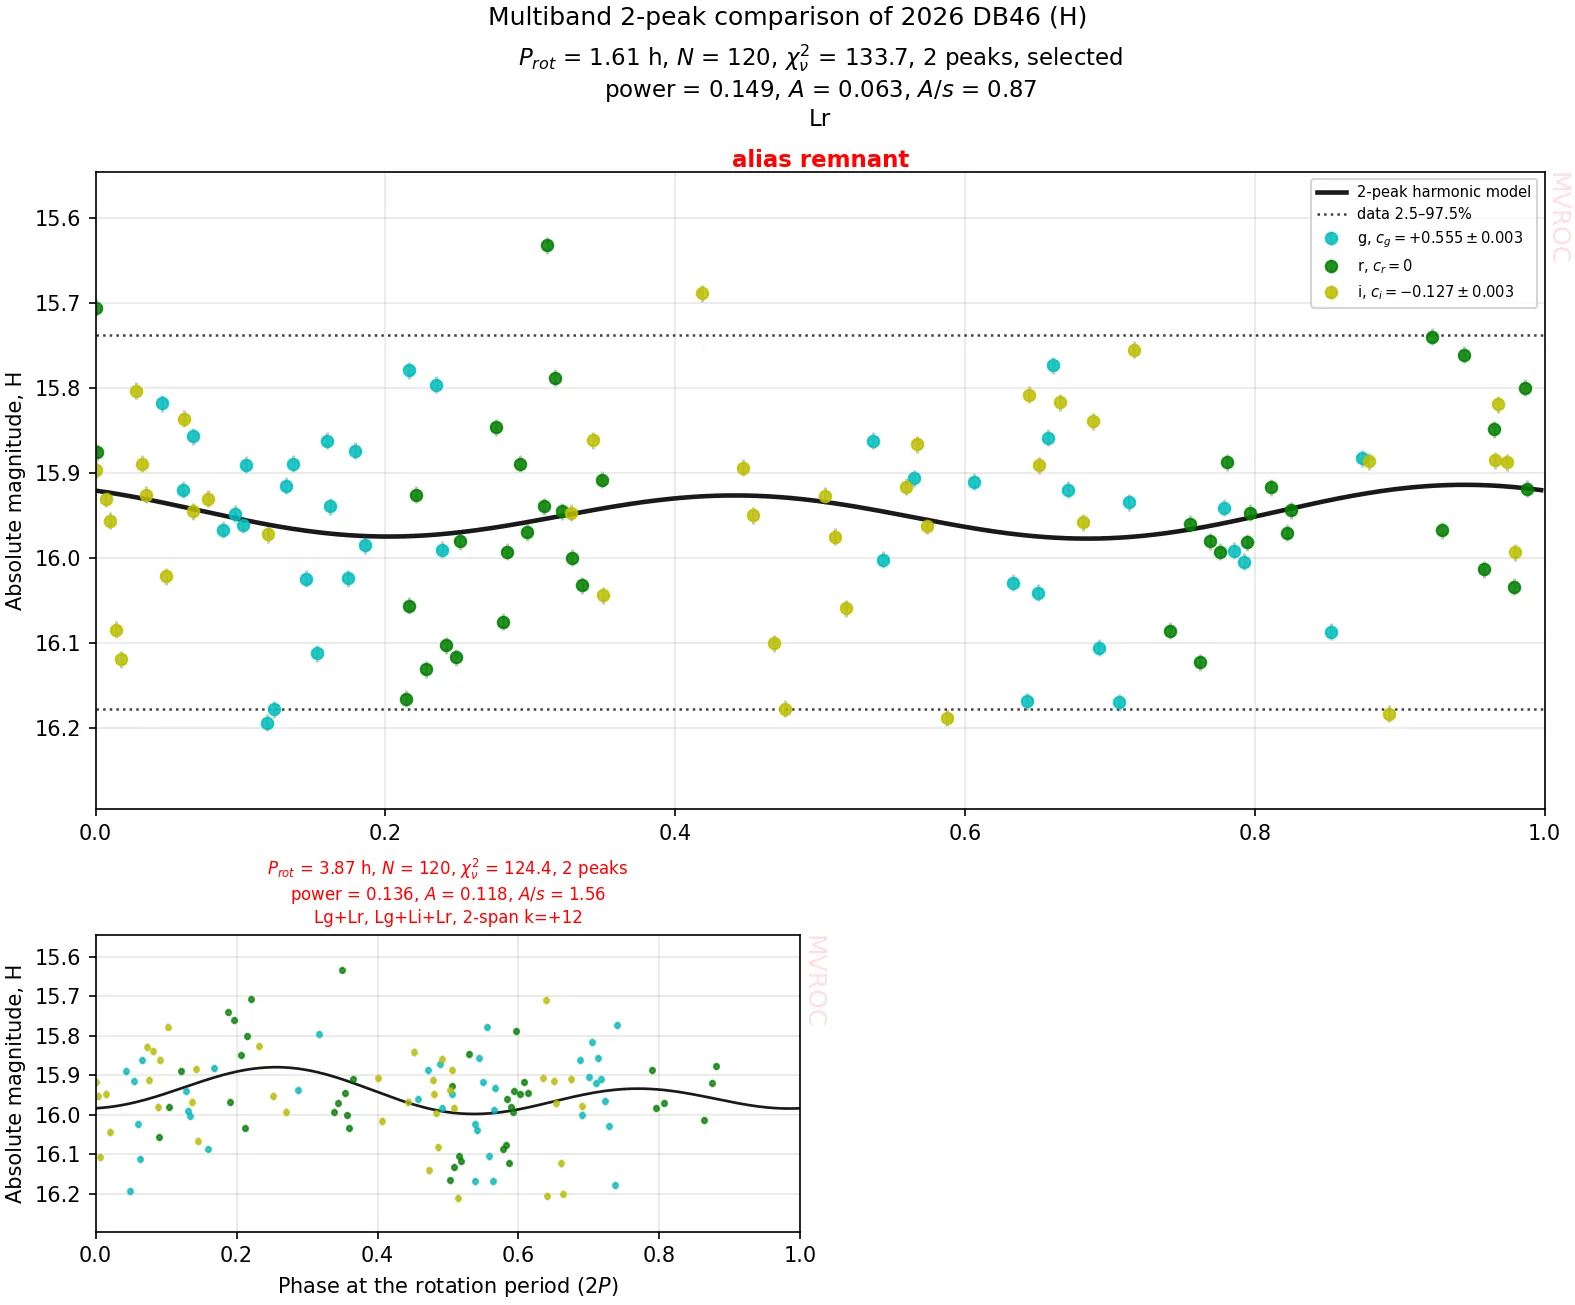 Multiband 2-peak comparison of 2026 DB46 (H)
P_rot = 1.61 h, N = 120, χ²_ν = 133.7, 2 peaks, selected
power = 0.149, A = 0.063, A/s = 0.87
Lr
alias remnant
MVROC
2-peak harmonic model
data 2.5–97.5%
g, c_g = +0.555 ± 0.003
r, c_r = 0
i, c_i = −0.127 ± 0.003
Absolute magnitude, H
15.6
15.7
15.8
15.9
16.0
16.1
16.2
0.0 0.2 0.4 0.6 0.8 1.0
P_rot = 3.87 h, N = 120, χ²_ν = 124.4, 2 peaks
power = 0.136, A = 0.118, A/s = 1.56
Lg+Lr, Lg+Li+Lr, 2-span k=+12
MVROC
Absolute magnitude, H
15.6
15.7
15.8
15.9
16.0
16.1
16.2
0.0 0.2 0.4 0.6 0.8 1.0
Phase at the rotation period (2P)